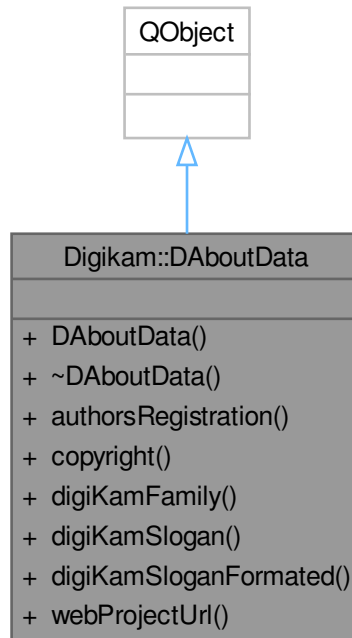 QObject
Digikam::DAboutData
+ DAboutData()
+ ~DAboutData()
+ authorsRegistration()
+ copyright()
+ digiKamFamily()
+ digiKamSlogan()
+ digiKamSloganFormated()
+ webProjectUrl()